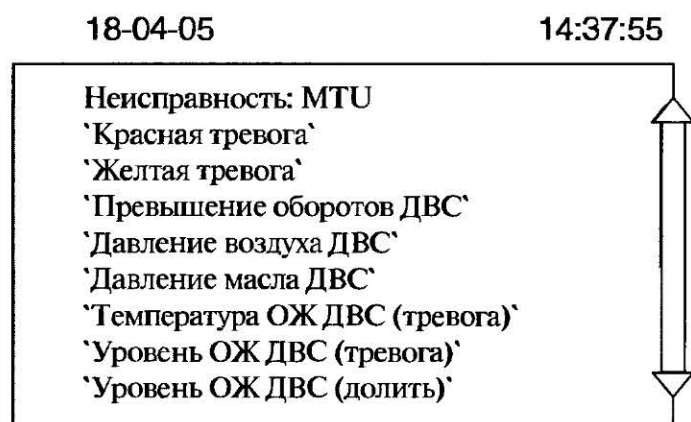 18-04-05 14:37:55
Неисправность: MTU
`Красная тревога`
`Желтая тревога`
`Превышение оборотов ДВС`
`Давление воздуха ДВС`
`Давление масла ДВС`
`Температура ОЖ ДВС (тревога)`
`Уровень ОЖ ДВС (тревога)`
`Уровень ОЖ ДВС (долить)`